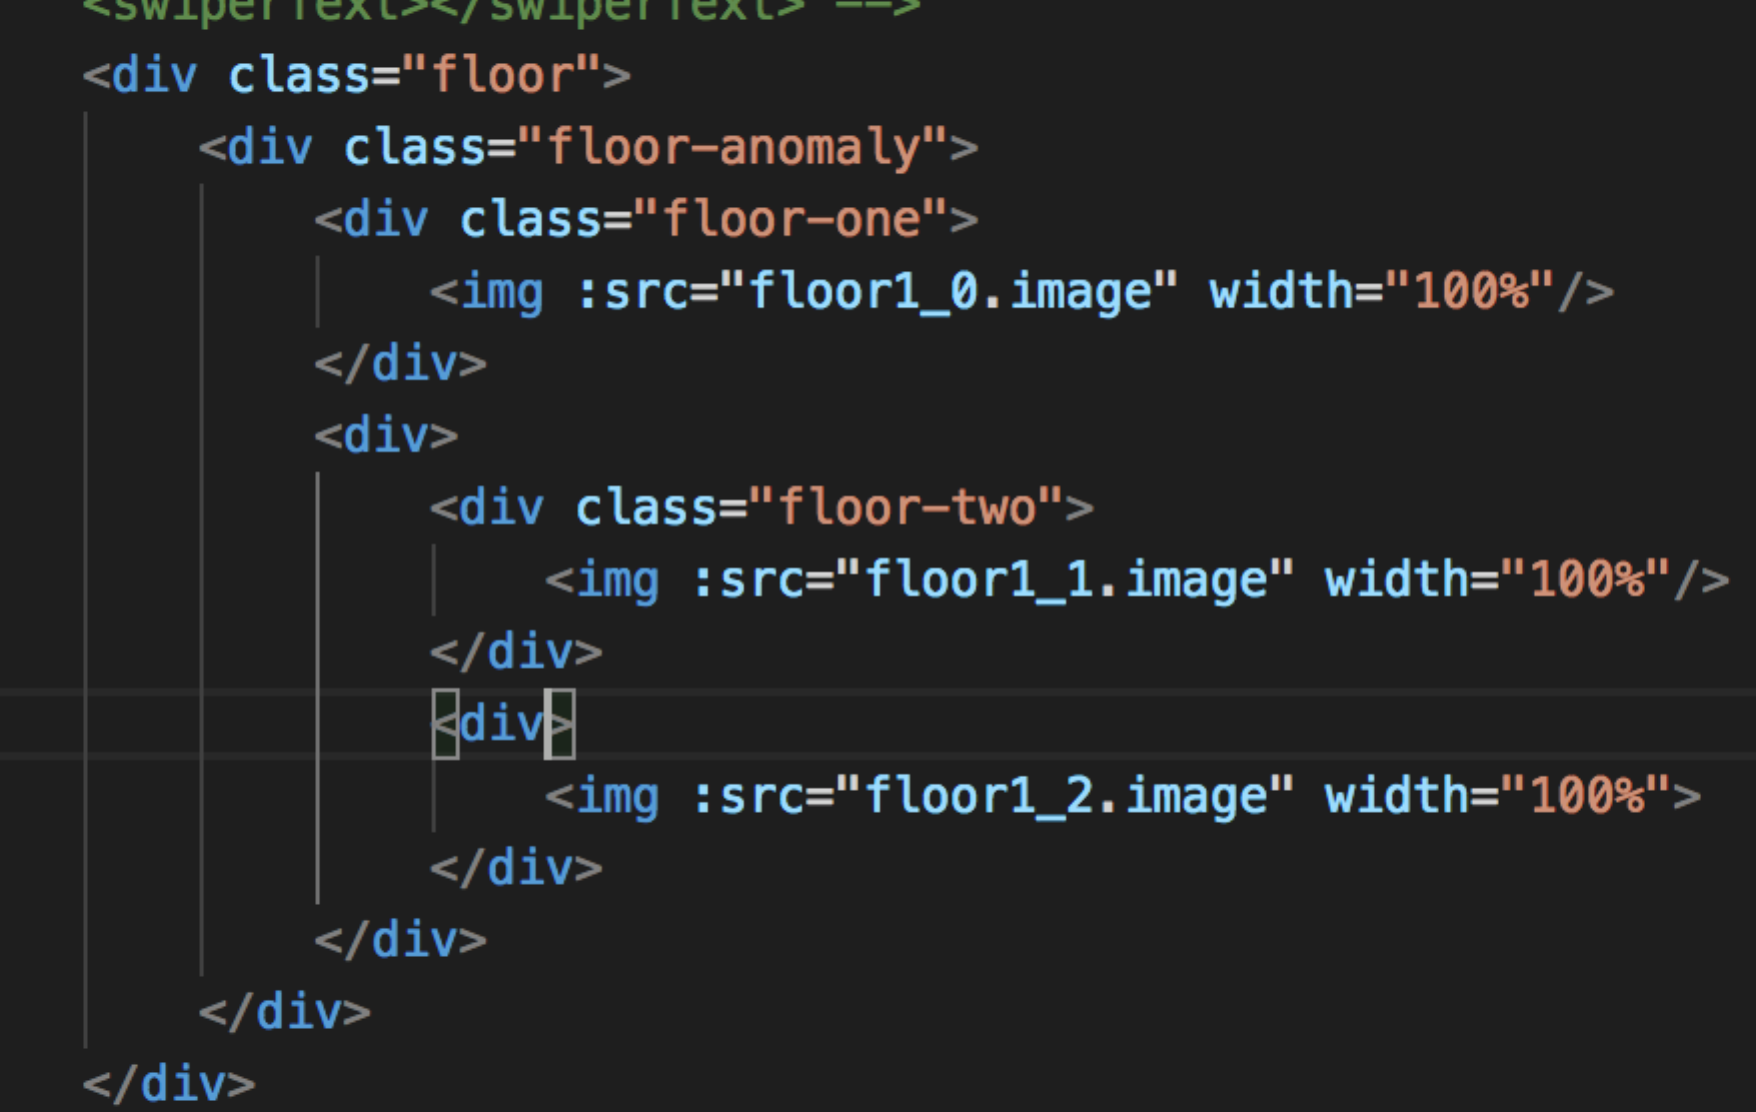 <swiperText></swiperText> -->
<div class="floor">
<div class="floor-anomaly">
<div class="floor-one">
<img :src="floor1_0.image" width="100%"/>
</div>
<div>
<div class="floor-two">
<img :src="floor1_1.image" width="100%"/>
</div>
<div>
<img :src="floor1_2.image" width="100%">
</div>
</div>
</div>
</div>